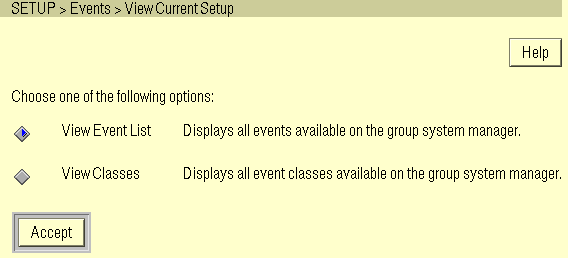 SETUP > Events > View Current Setup
Help
Choose one of the following options:
View Event List Displays all events available on the group system manager.
View Classes Displays all event classes available on the group system manager.
Accept